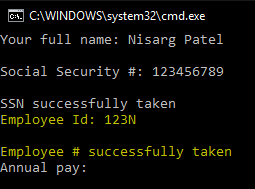 C:\WINDOWS\system32\cmd.exe
Your full name: Nisarg Patel
Social Security #: 123456789
SSN successfully taken
Employee Id: 123N
Employee # successfully taken
Annual pay: